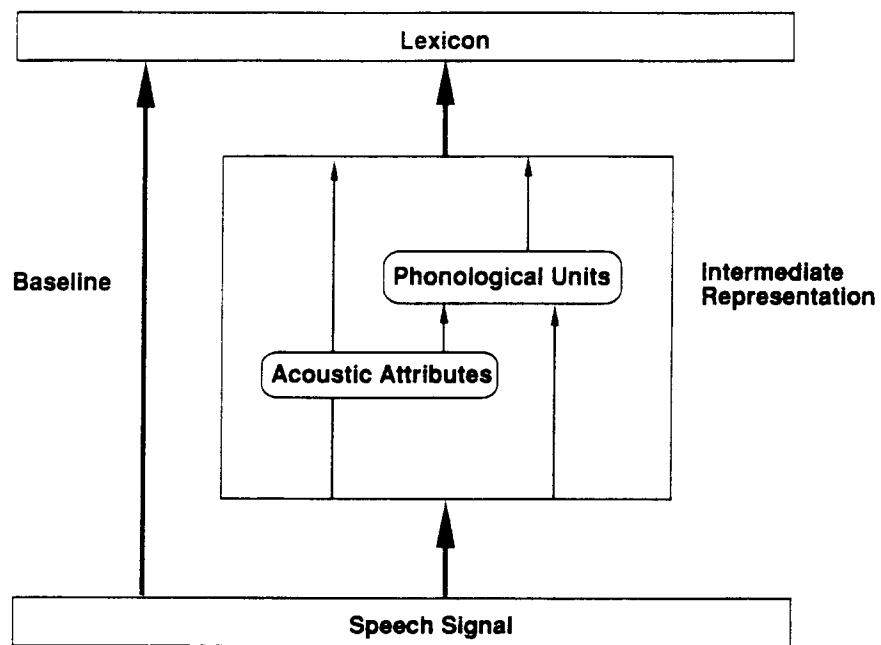 Lexicon
Baseline
Phonological Units
Intermediate
Representation
Acoustic Attributes
Speech Signal